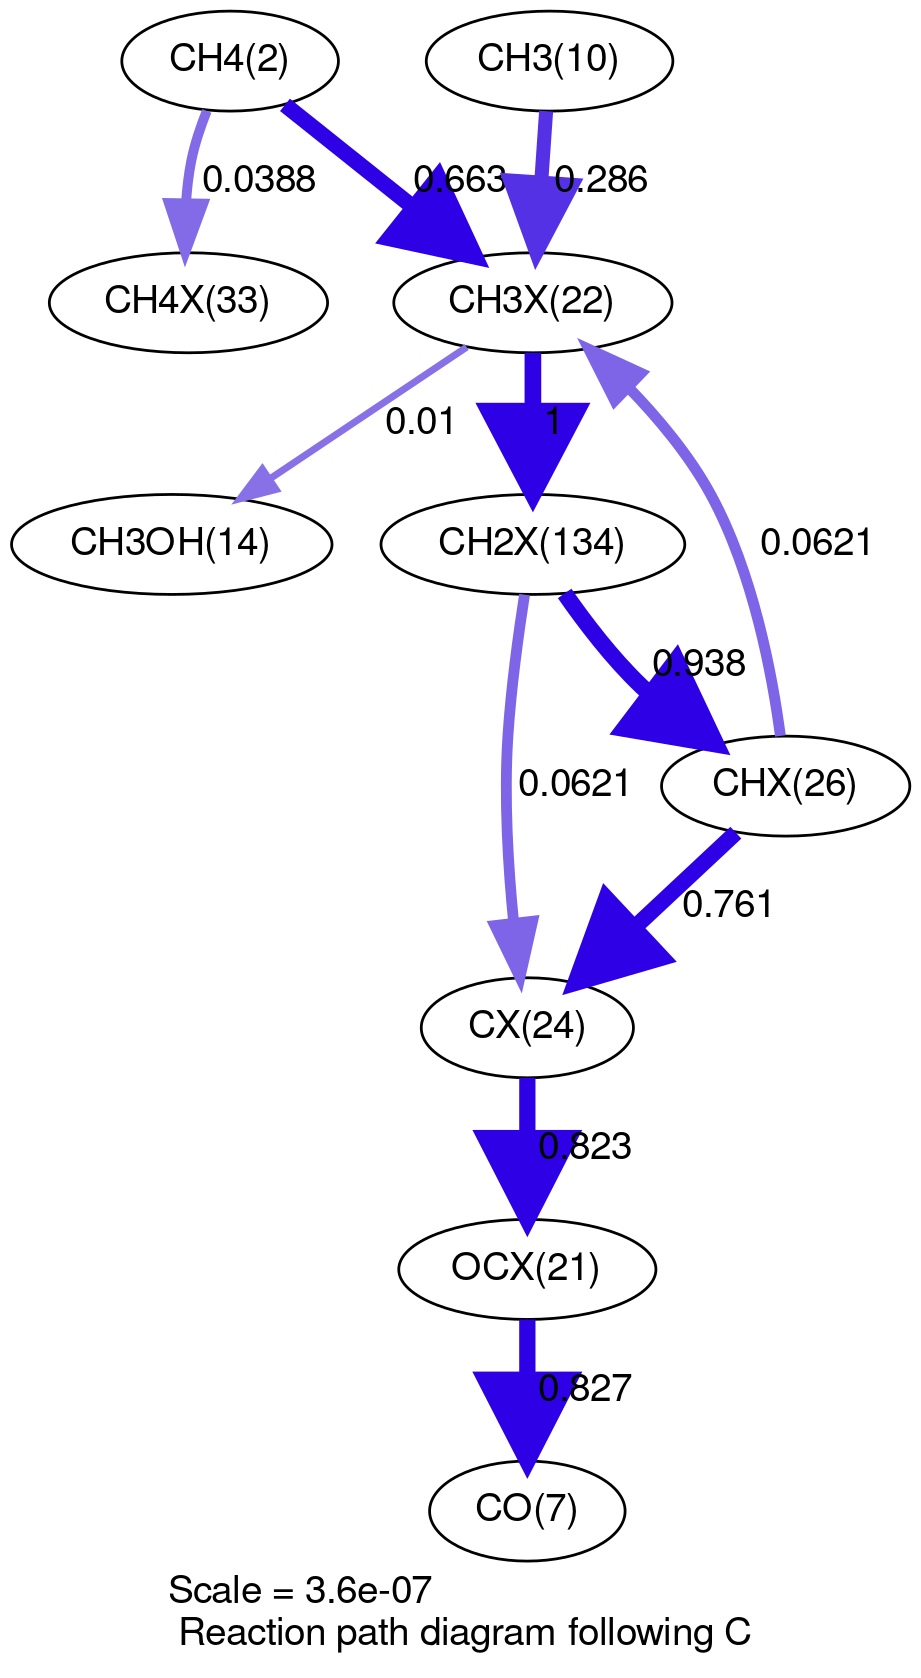 CH4(2)
CH3(10)
0.0388
0.663
0.286
CH4X(33)
CH3X(22)
0.01
1
CH3OH(14)
CH2X(134)
0.0621
0.938
0.0621
CHX(26)
0.761
CX(24)
0.823
OCX(21)
0.827
CO(7)
Scale = 3.6e-07
Reaction path diagram following C